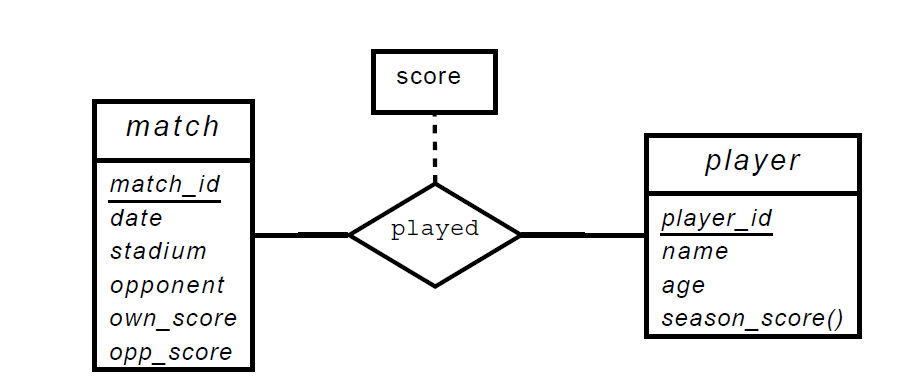 score
match
match_id
date
stadium
opponent
own_score
opp_score
played
player
player_id
name
age
season_score()